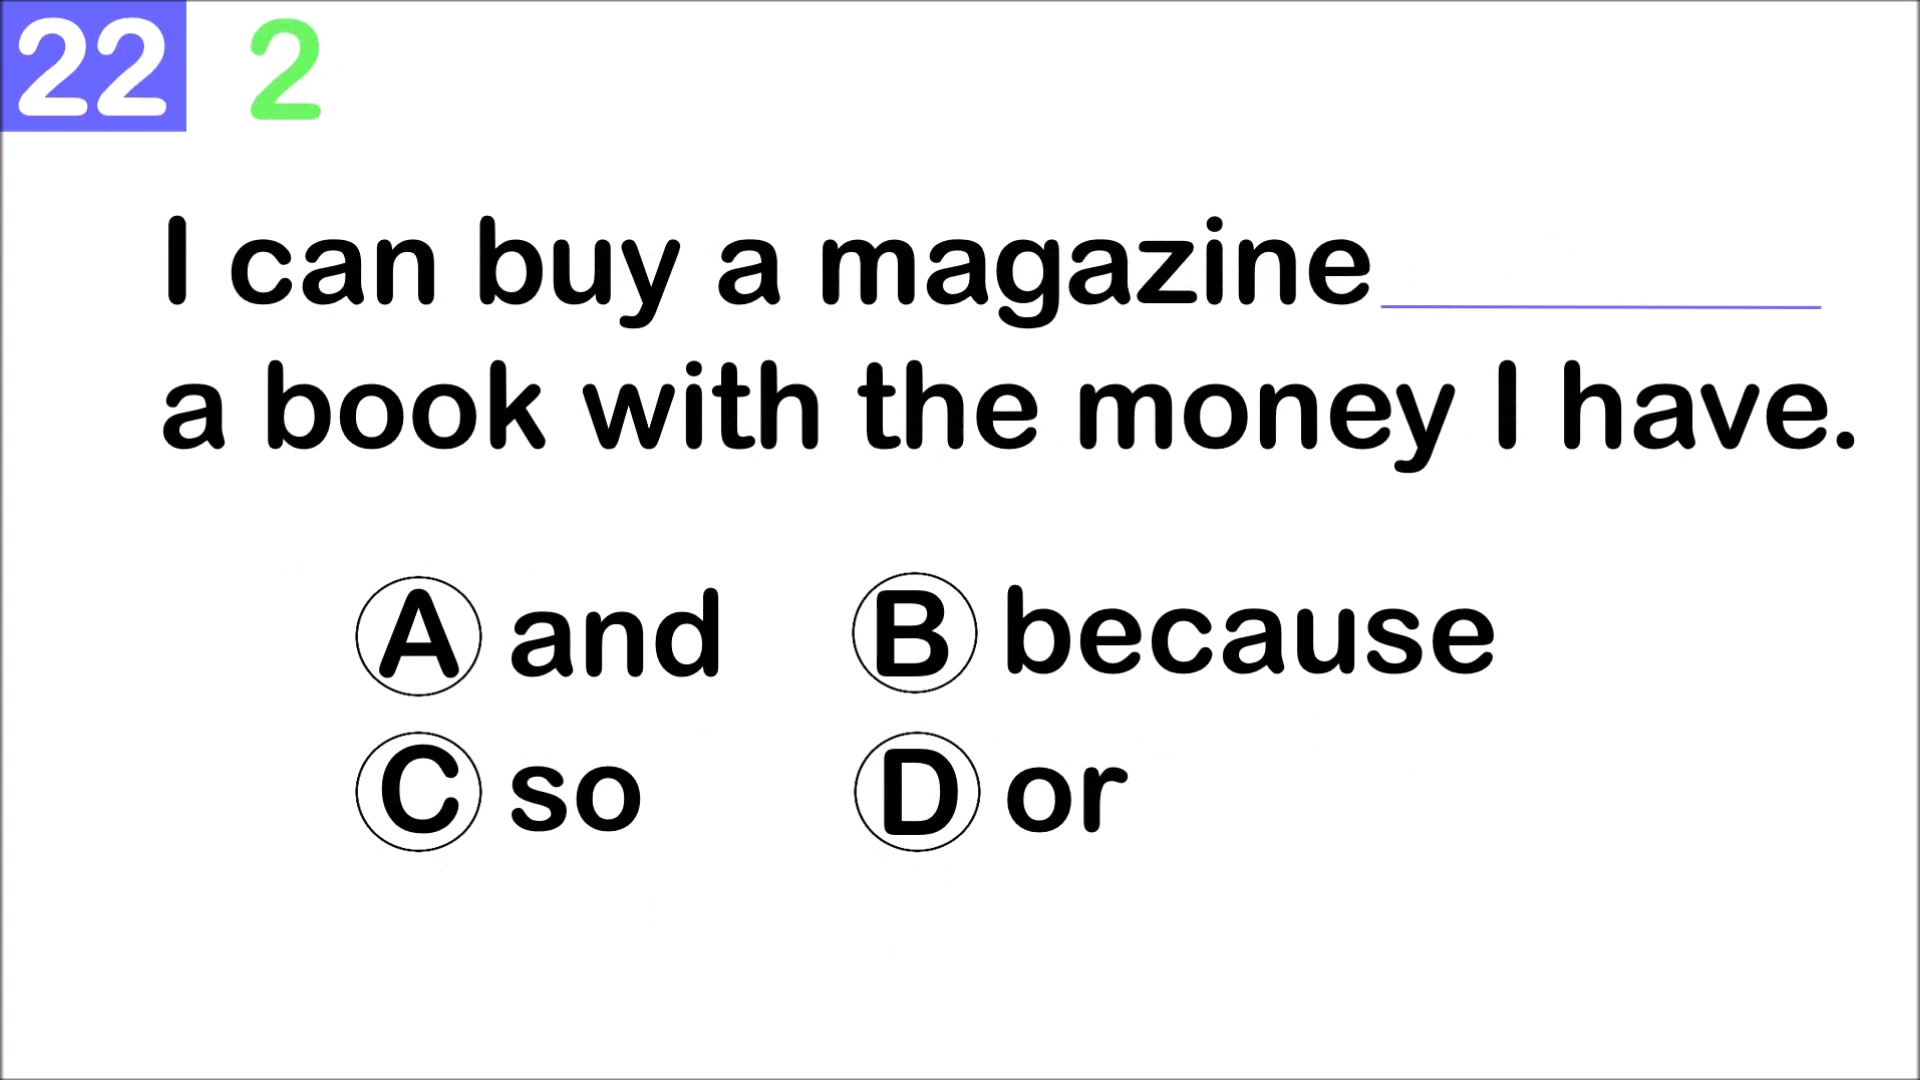 22 2
I can buy a magazine
a book with the money I have.
A and B because
C so D or